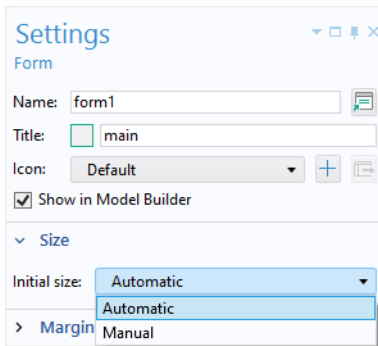 Settings
Form
Name: form1
Title: main
Icon: Default
Show in Model Builder
Size
Initial size: Automatic
Automatic
Margin
Manual